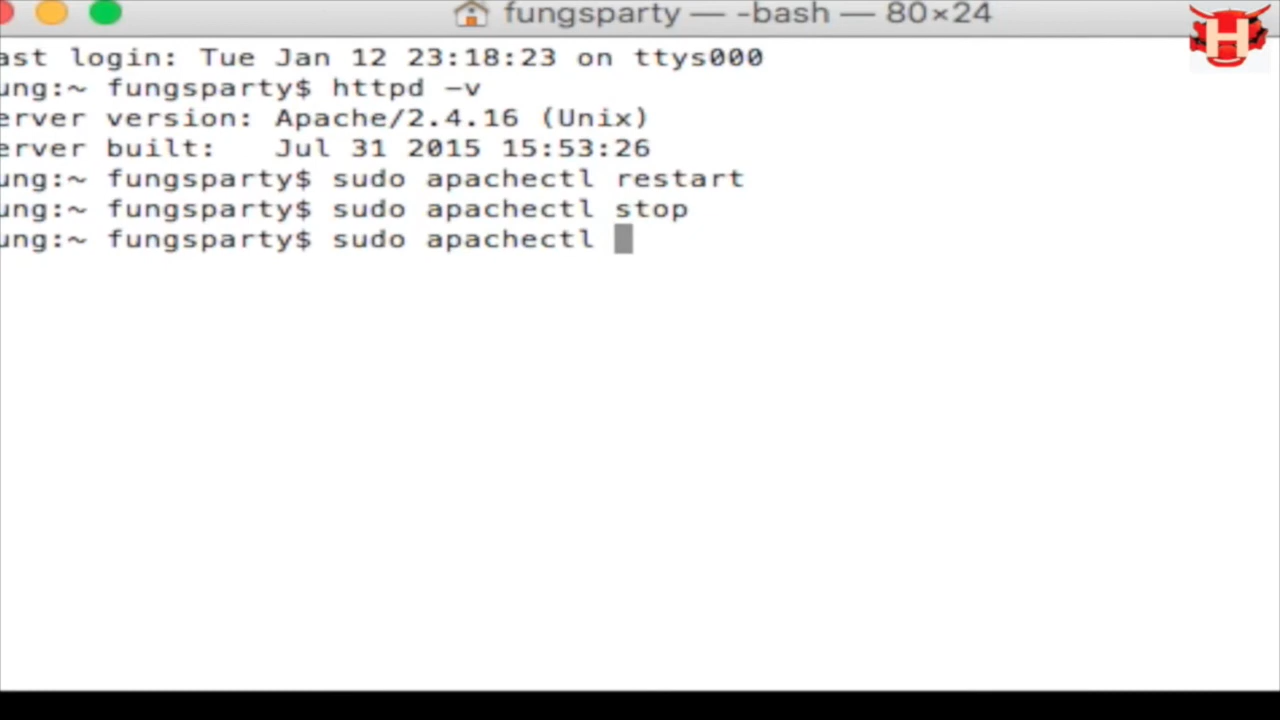 fungsparty — -bash — 80×24
H
ast login: Tue Jan 12 23:18:23 on ttys000
ung:~ fungsparty$ httpd –v
erver version: Apache/2.4.16 (Unix)
erver built:   Jul 31 2015 15:53:26
ung:~ fungsparty$ sudo apachectl restart
ung:~ fungsparty$ sudo apachectl stop
ung:~ fungsparty$ sudo apachectl